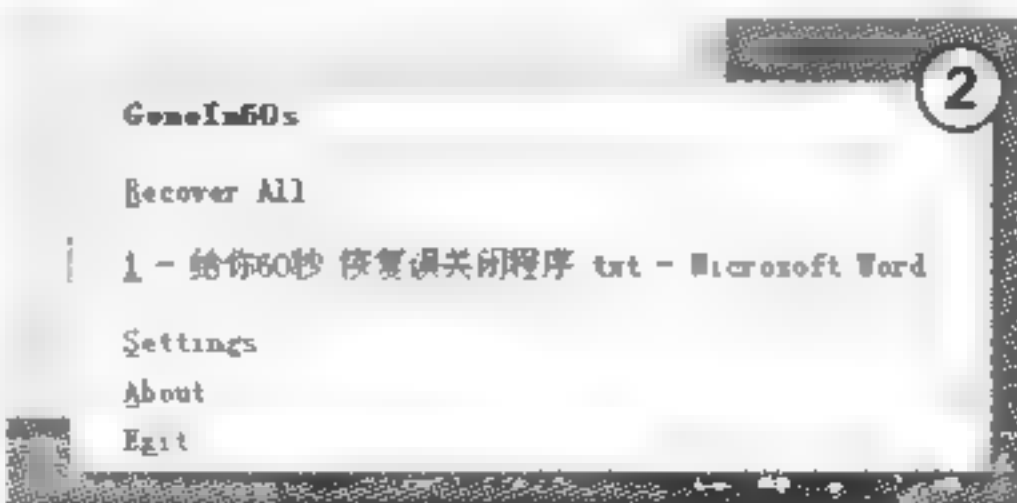 2
GoneIn60s
Recover All
1 - 给你60秒 恢复误关闭程序 txt - Microsoft Word
Settings
About
Exit